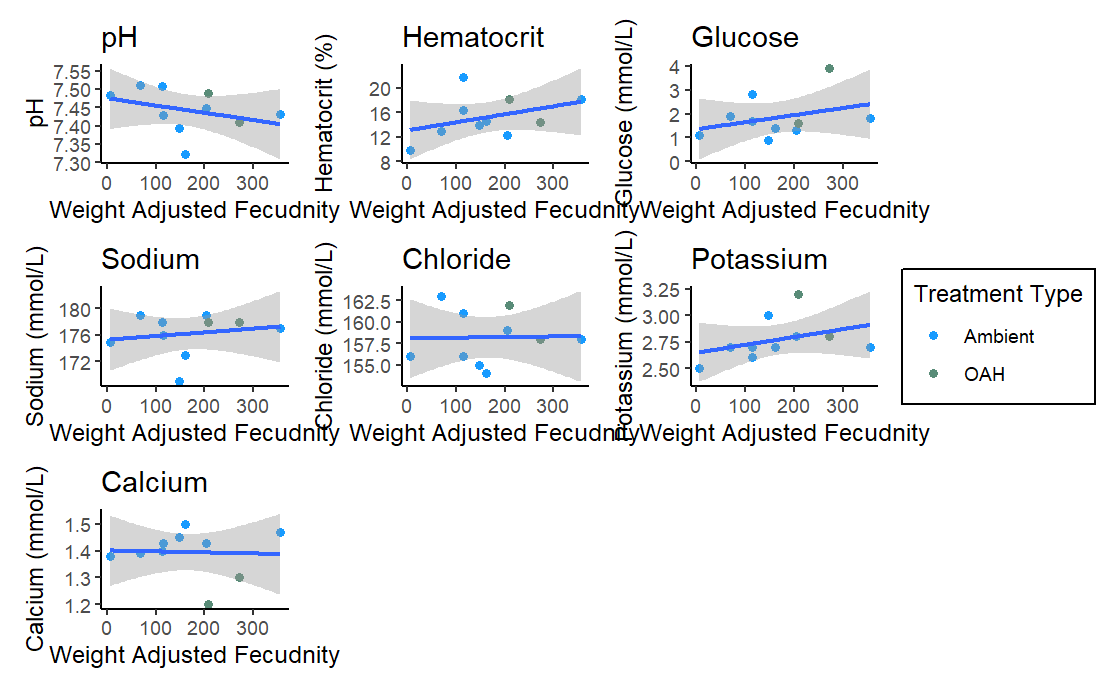 pH
Hematocrit
Glucose
pH
7.55
7.50
7.45
7.40
7.35
7.30
0 100 200 300
Weight Adjusted Fecudnity
Hematocrit (%)
20
16
12
8
0 100 200 300
Weight Adjusted Fecudnity
Glucose (mmol/L)
4
3
2
1
0
0 100 200 300
Weight Adjusted Fecudnity
Sodium
Chloride
Potassium
Sodium (mmol/L)
180
176
172
0 100 200 300
Weight Adjusted Fecudnity
Chloride (mmol/L)
162.5
160.0
157.5
155.0
0 100 200 300
Weight Adjusted Fecudnity
Potassium (mmol/L)
3.25
3.00
2.75
2.50
0 100 200 300
Weight Adjusted Fecudnity
Treatment Type
Ambient
OAH
Calcium
Calcium (mmol/L)
1.5
1.4
1.3
1.2
0 100 200 300
Weight Adjusted Fecudnity